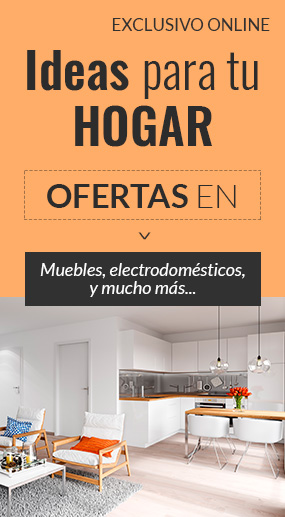 EXCLUSIVO ONLINE
Ideas para tu
HOGAR
OFERTAS EN
Muebles, electrodomésticos,
y mucho más...